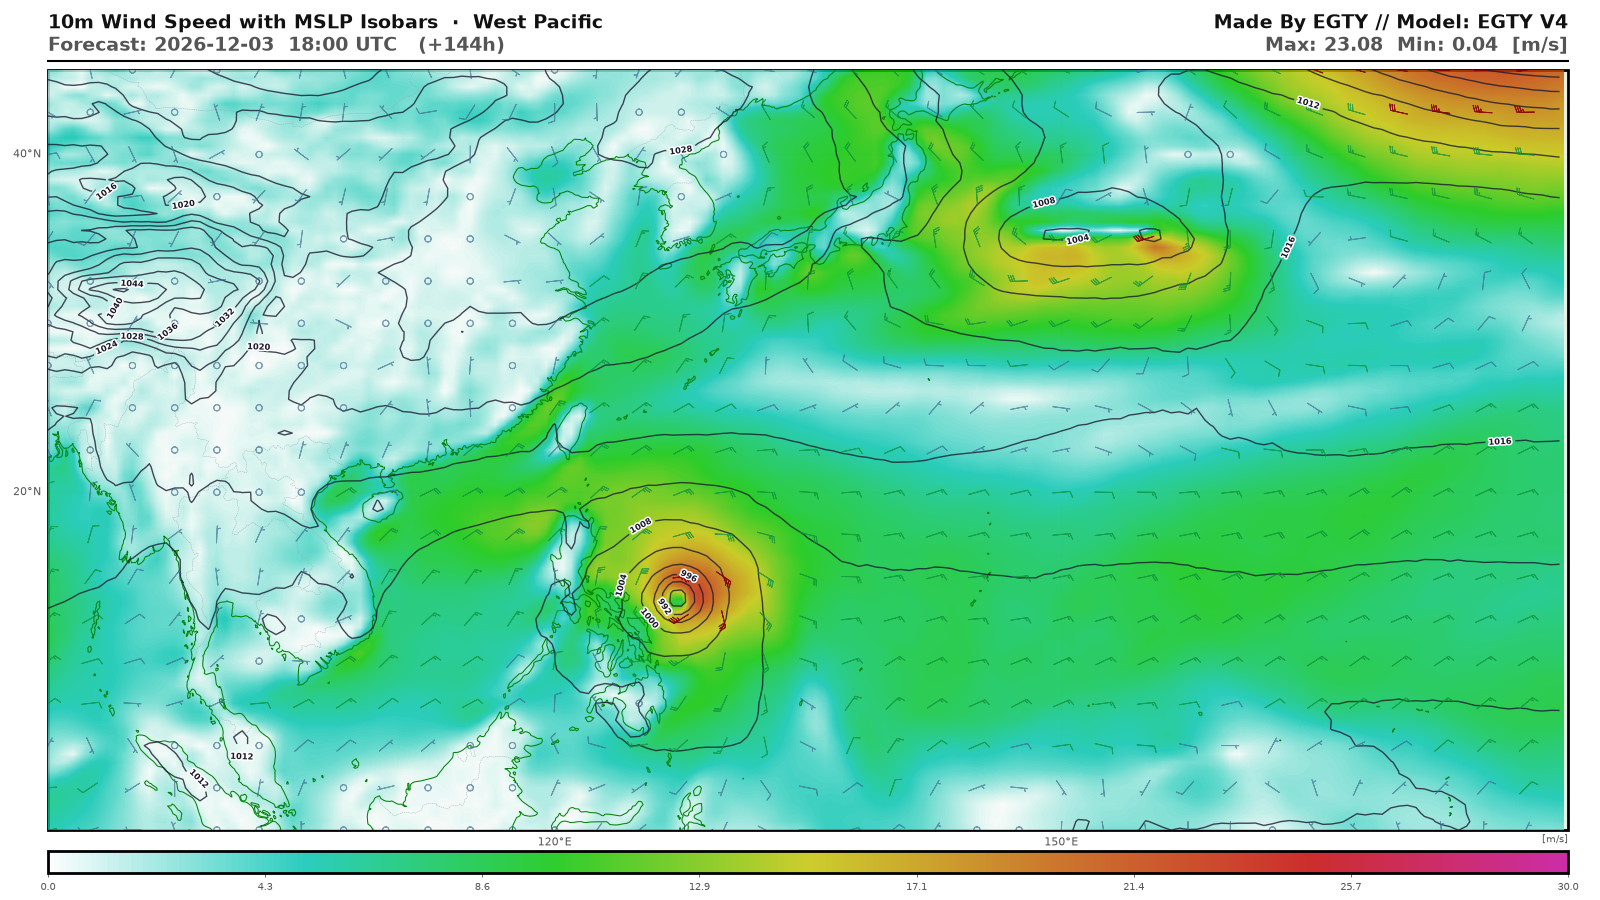 10m Wind Speed with MSLP Isobars · West Pacific
Made By EGTY // Model: EGTY V4
Forecast: 2026-12-03 18:00 UTC (+144h)
Max: 23.08 Min: 0.04 [m/s]
1012
40°N
1028
1016
1020
1008
1004
1016
1044
1040
1032
1036
1028
1024
1020
1016
20°N
1008
996
1004
992
1000
1012
1012
120°E
150°E
[m/s]
0.0 4.3 8.6 12.9 17.1 21.4 25.7 30.0